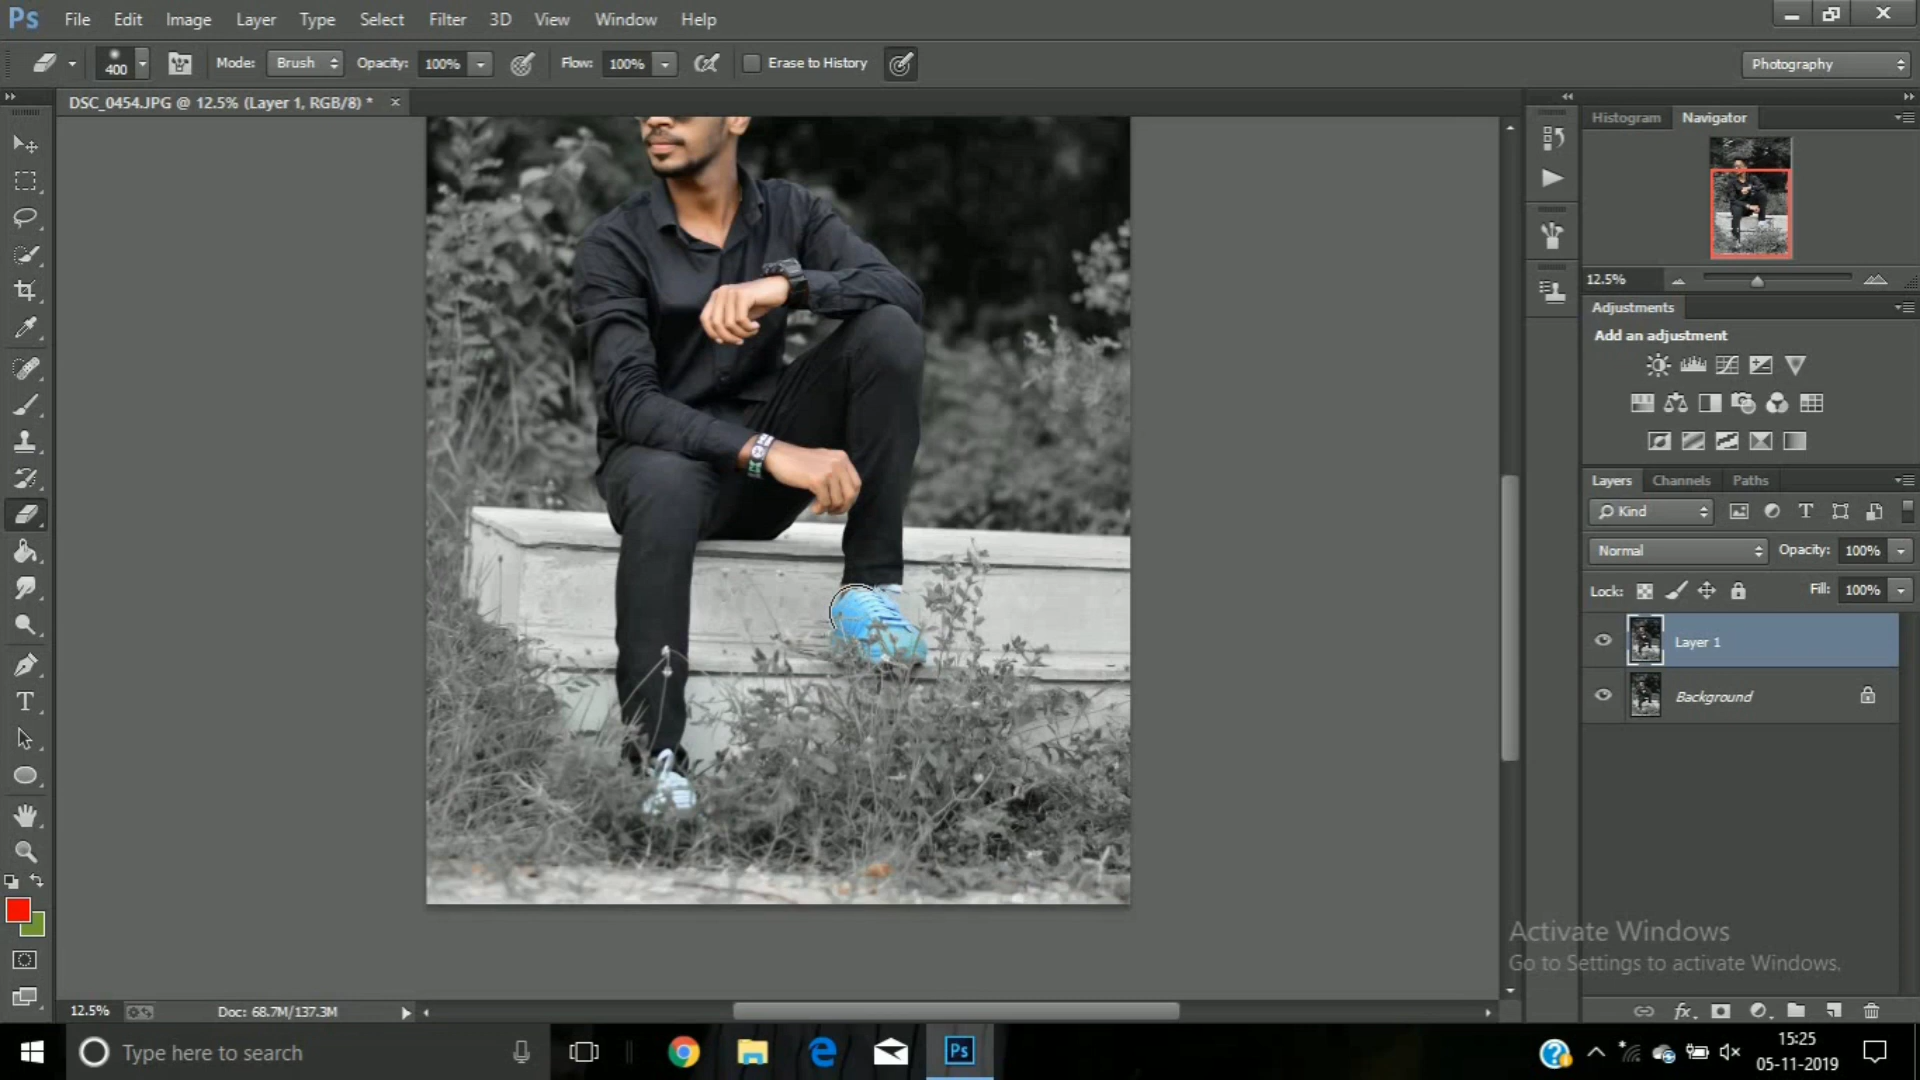 Ps File Edit Image Layer Type Select Filter 3D View Window Help
400 Mode: Brush Opacity: 100% Flow: 100% Erase to History Photography
DSC_0454.JPG @ 12.5% (Layer 1, RGB/8) * ×
Histogram Navigator
12.5%
Adjustments
Add an adjustment
Layers Channels Paths
Kind
Normal Opacity: 100%
Lock: Fill: 100%
Layer 1
Background
T
Activate Windows
Go to Settings to activate Windows.
12.5% Doc: 68.7M/137.3M
fx
Type here to search
Ps
15:25
05-11-2019